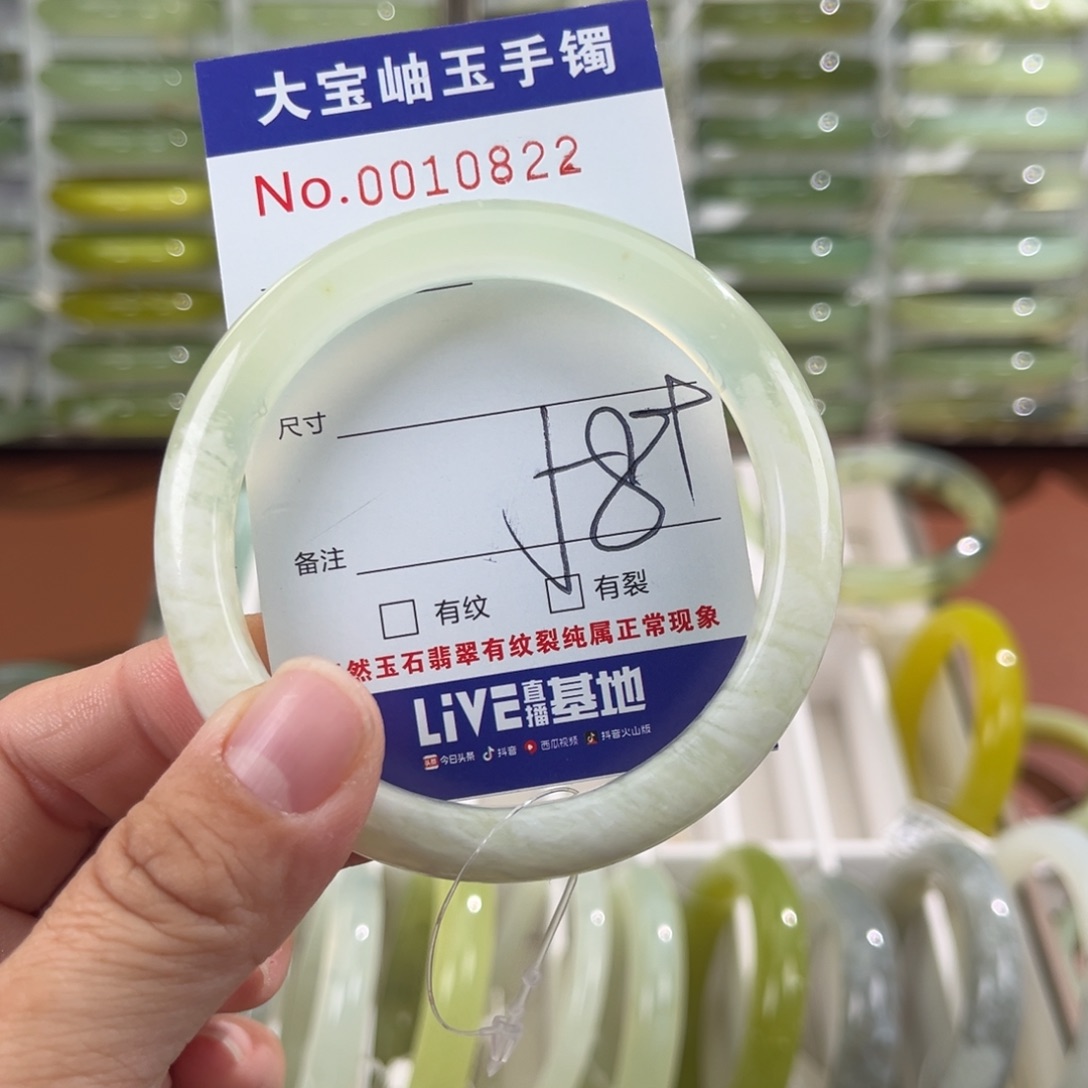 大宝岫玉手镯
No.0010822
尺寸
备注
有纹 有裂
然玉石翡翠有纹裂纯属正常现象
LiVE直播基地
今日头条 抖音 西瓜视频 抖音火山版